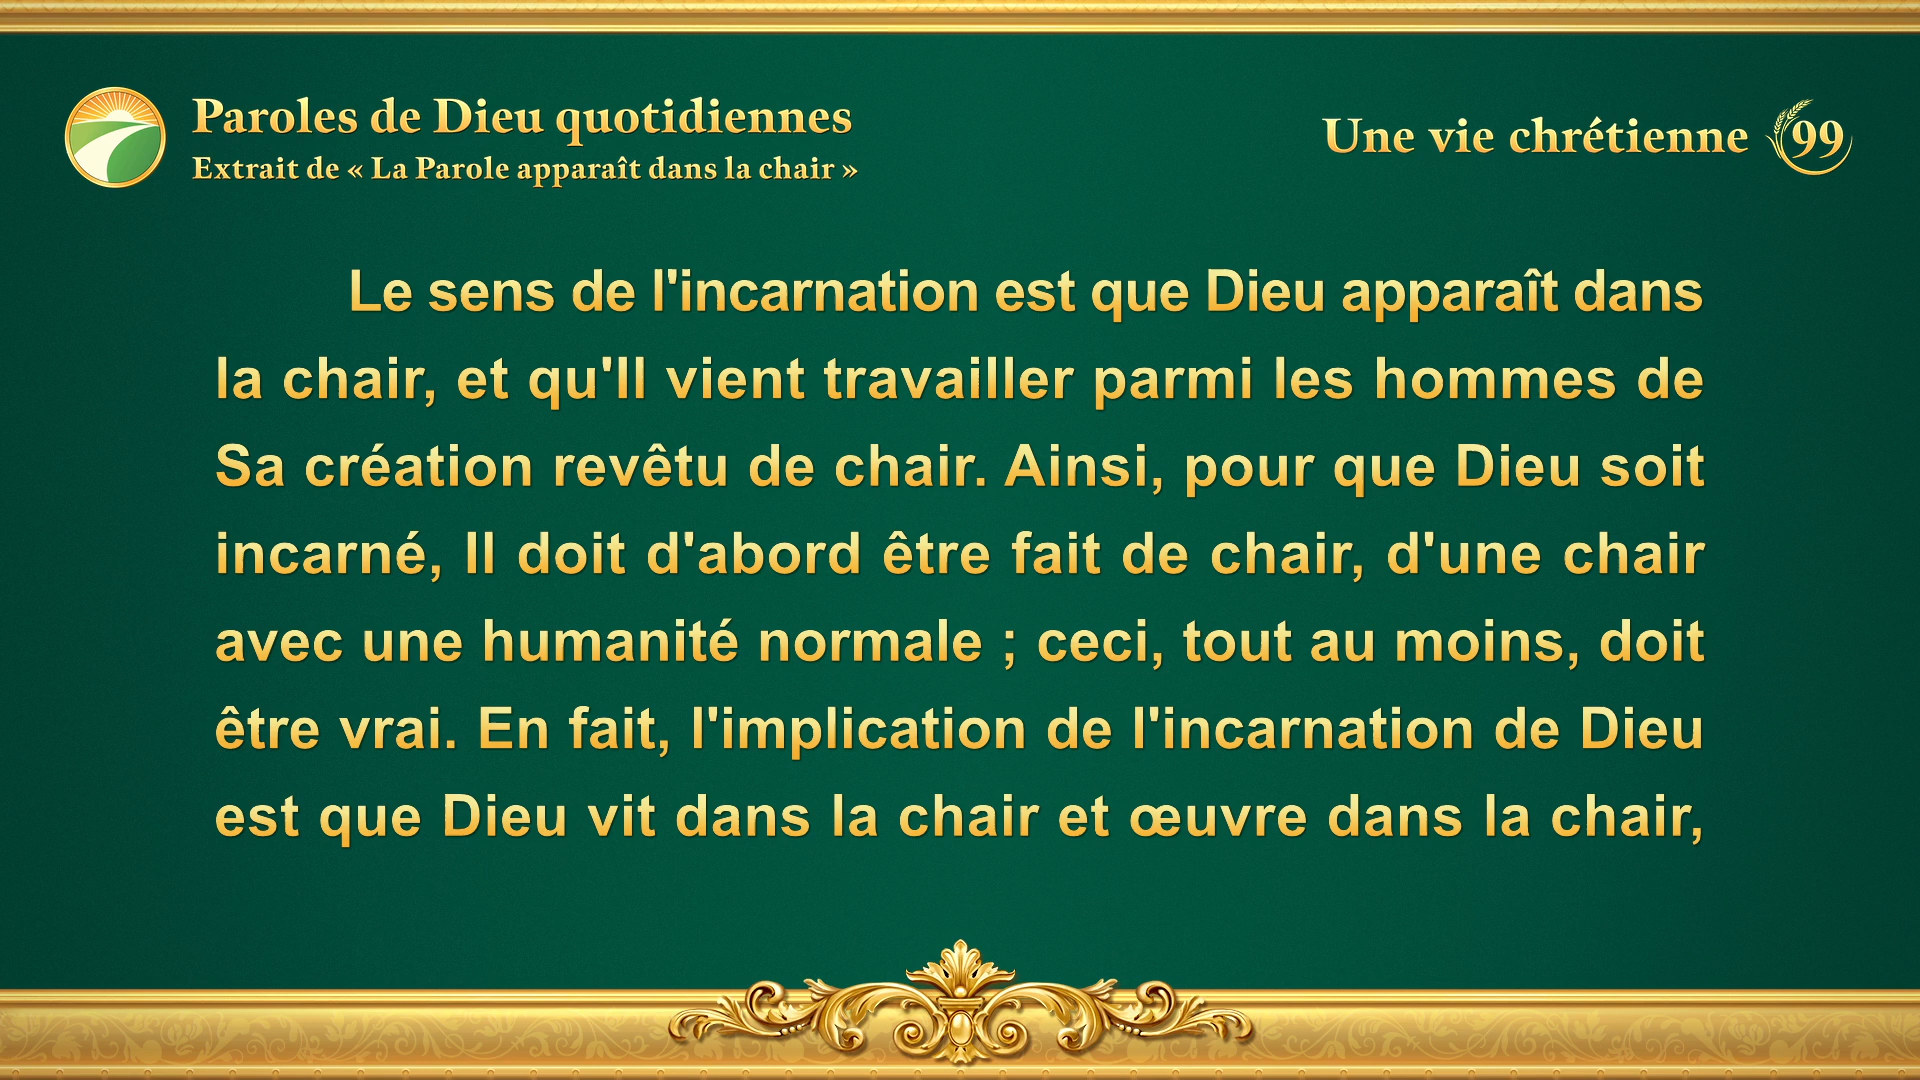 Paroles de Dieu quotidiennes
Extrait de « La Parole apparaît dans la chair »
Une vie chrétienne 99
Le sens de l'incarnation est que Dieu apparaît dans
la chair, et qu'Il vient travailler parmi les hommes de
Sa création revêtu de chair. Ainsi, pour que Dieu soit
incarné, Il doit d'abord être fait de chair, d'une chair
avec une humanité normale ; ceci, tout au moins, doit
être vrai. En fait, l'implication de l'incarnation de Dieu
est que Dieu vit dans la chair et œuvre dans la chair,